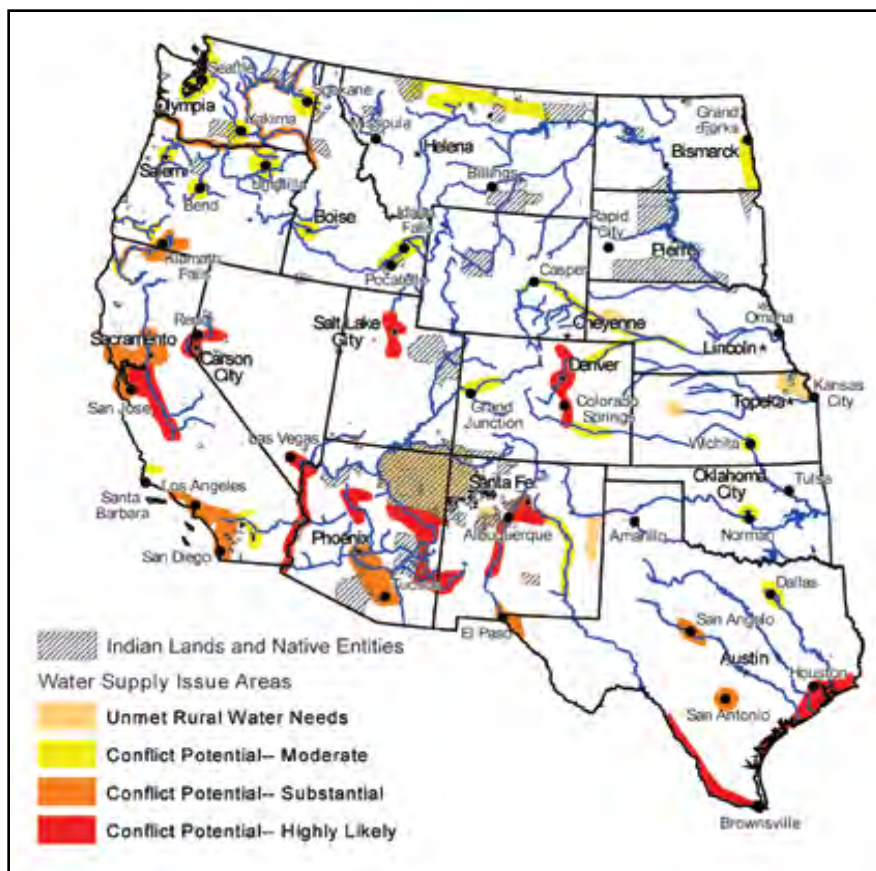 Seattle
Spokane
Olympia
Yakima
Missoula
Helena
Grand
Forks
Bismarck
Salem
Umatilla
Bend
Billings
Boise
Idaho
Falls
Rapid
City
Pierre
Klamath
Falls
Pocatello
Casper
Reno
Salt Lake
City
Cheyenne
Omaha
Sacramento
Carson
City
Lincoln
Denver
San Jose
Grand
Junction
Colorado
Springs
Topeka
Kansas
City
Las Vegas
Wichita
Santa Fe
Oklahoma
City
Tulsa
Los Angeles
Santa
Barbara
Phoenix
Albuquerque
Amarillo
Norman
San Diego
Tucson
Dallas
El Paso
San Angelo
Austin
Houston
San Antonio
Brownsville
Indian Lands and Native Entities
Water Supply Issue Areas
Unmet Rural Water Needs
Conflict Potential-- Moderate
Conflict Potential-- Substantial
Conflict Potential-- Highly Likely